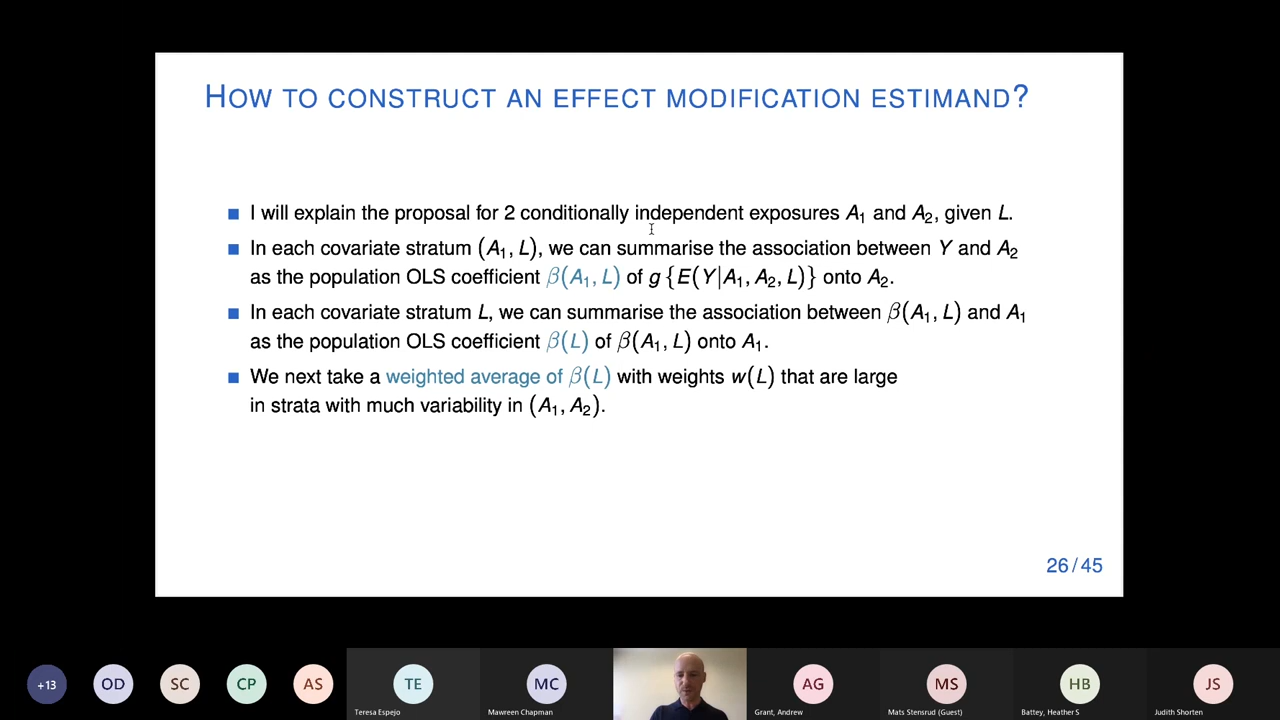 HOW TO CONSTRUCT AN EFFECT MODIFICATION ESTIMAND?
I will explain the proposal for 2 conditionally independent exposures A₁ and A₂, given L.
In each covariate stratum (A₁, L), we can summarise the association between Y and A₂
as the population OLS coefficient β(A₁, L) of g {E(Y|A₁, A₂, L)} onto A₂.
In each covariate stratum L, we can summarise the association between β(A₁, L) and A₁
as the population OLS coefficient β(L) of β(A₁, L) onto A₁.
We next take a weighted average of β(L) with weights w(L) that are large
in strata with much variability in (A₁, A₂).
26/45
+13
OD
SC
CP
AS
TE
MC
AG
MS
HB
JS
Teresa Espejo
Mawreen Chapman
Grant, Andrew
Mats Stensrud (Guest)
Battey, Heather S
Judith Shorten